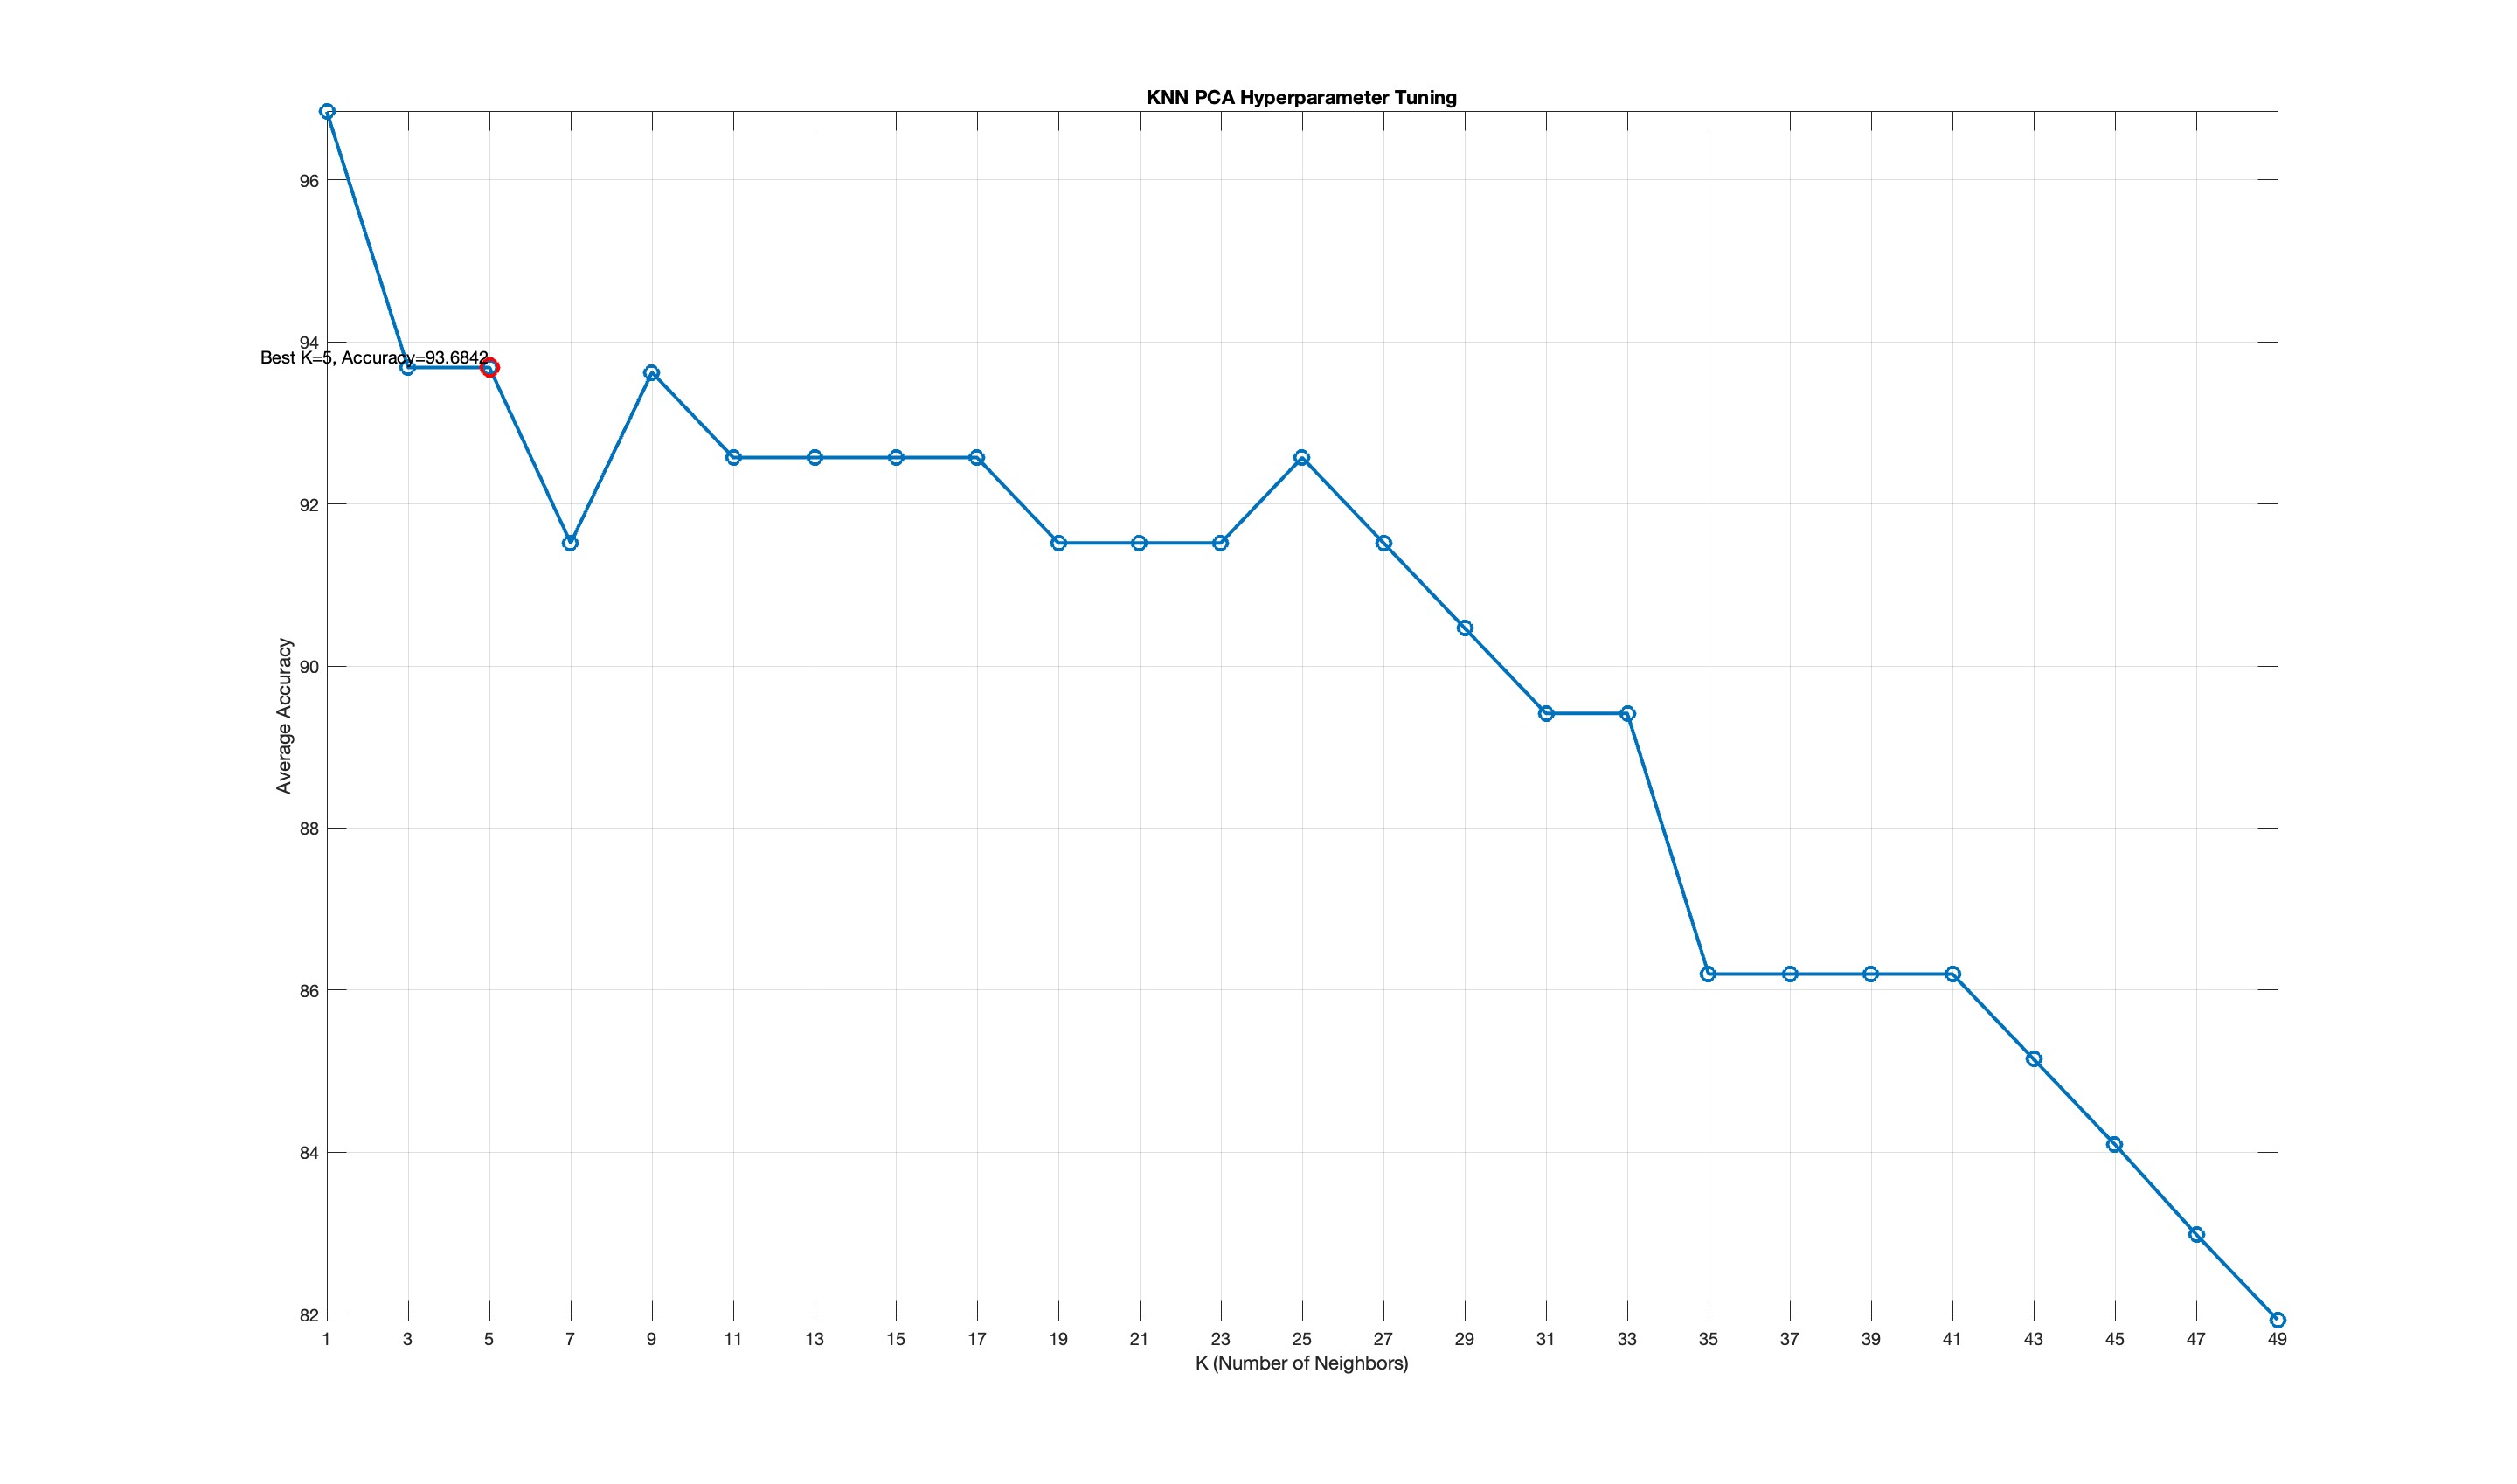 KNN PCA Hyperparameter Tuning
96
94
Best K=5, Accuracy=93.6842
92
90
Average Accuracy
88
86
84
82
1 3 5 7 9 11 13 15 17 19 21 23 25 27 29 31 33 35 37 39 41 43 45 47 49
K (Number of Neighbors)